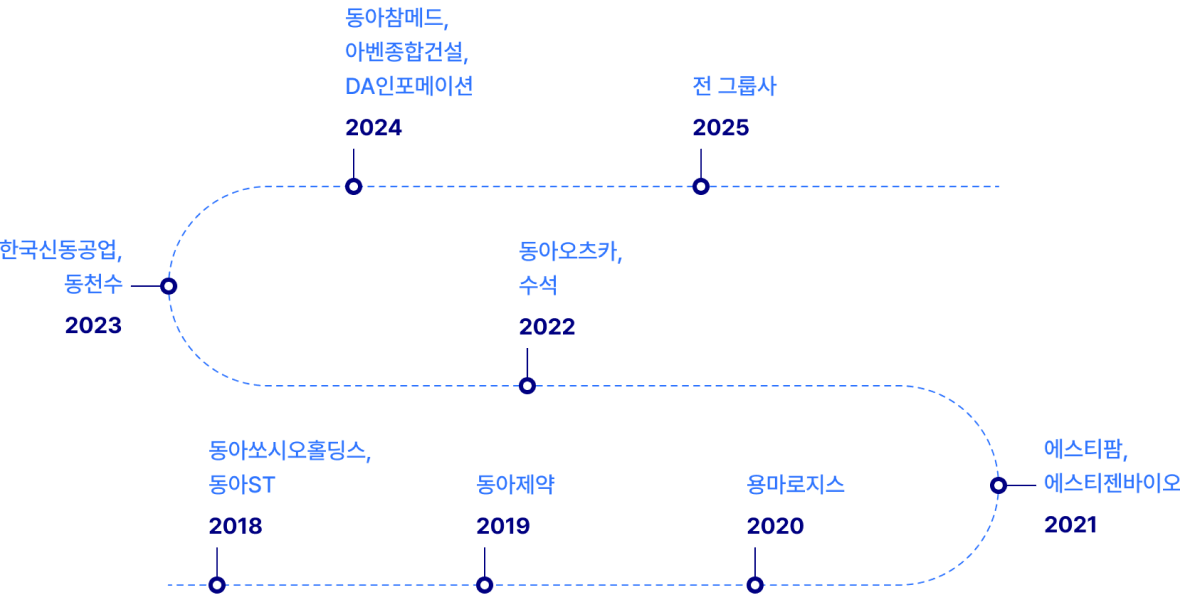 동아참메드,
아벤종합건설,
DA인포메이션
2024
전 그룹사
2025
한국신동공업,
동천수
2023
동아오츠카,
수석
2022
동아쏘시오홀딩스,
동아ST
2018
동아제약
2019
용마로지스
2020
에스티팜,
에스티젠바이오
2021